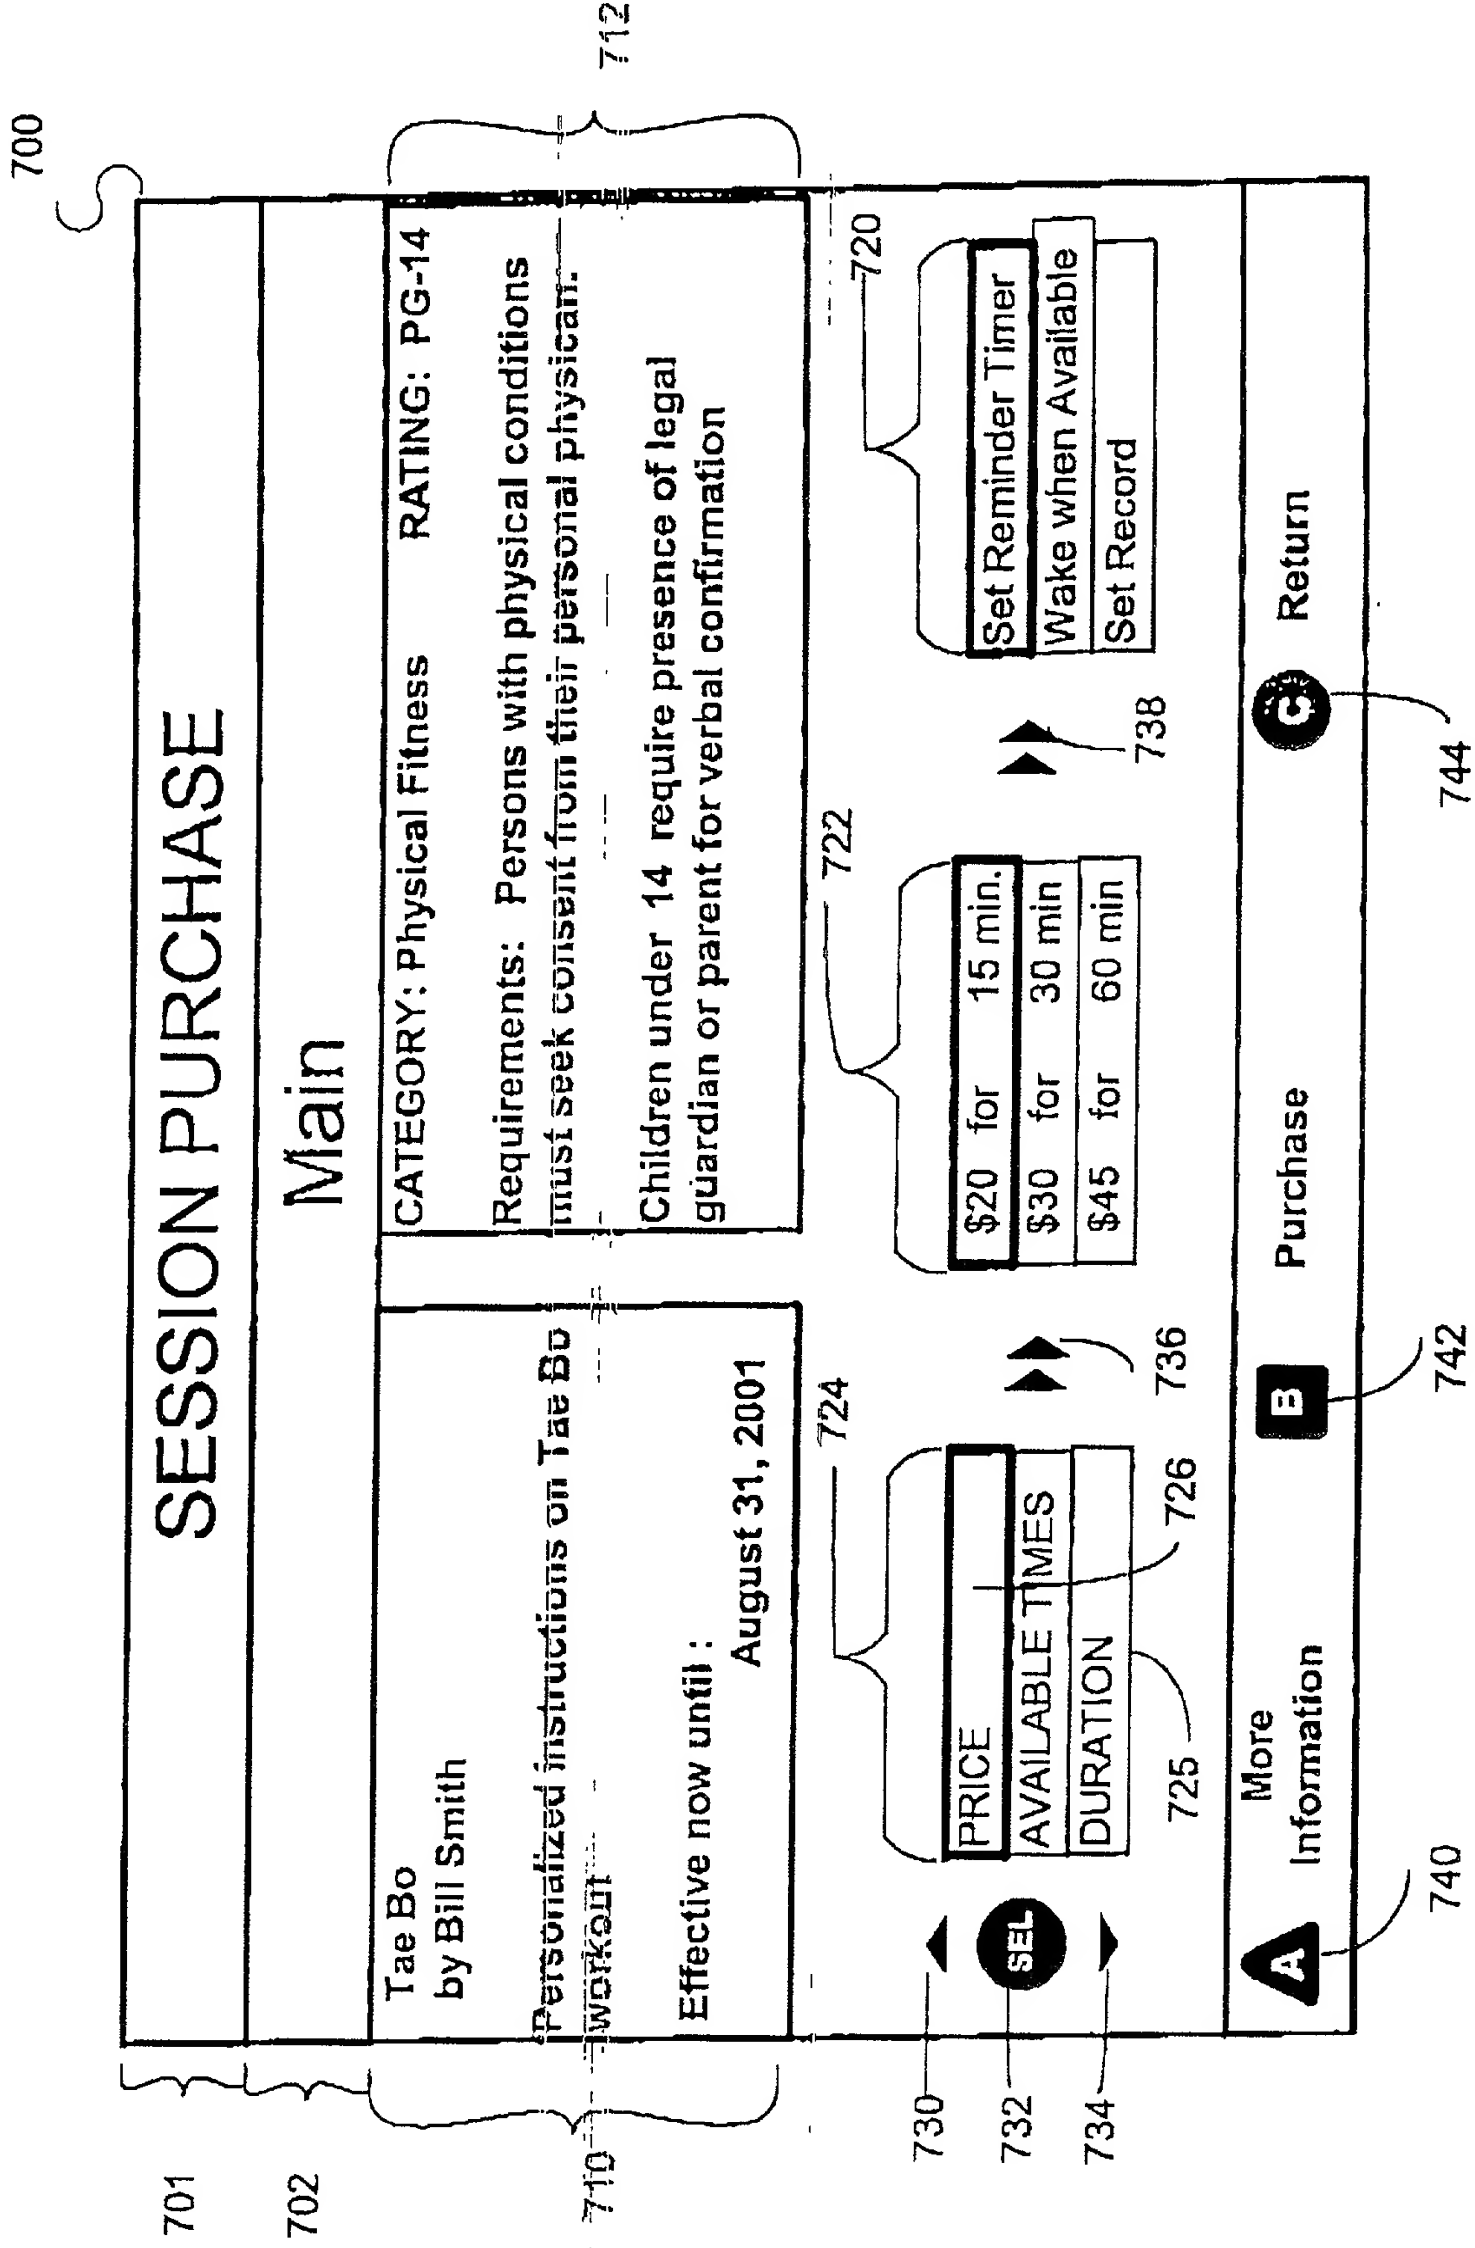 700
701
SESSION PURCHASE
702
Main
710
Tae Bo
by Bill Smith
Personalized instructions on Tae Bo
workout
Effective now until :
August 31, 2001
712
CATEGORY: Physical Fitness RATING: PG-14
Requirements: Persons with physical conditions
must seek consent from their personal physican.
Children under 14 require presence of legal
guardian or parent for verbal confirmation
724
722
720
730
732
734
SEL
PRICE
AVAILABLE TIMES
DURATION
725
726
736
$20 for 15 min.
$30 for 30 min
$45 for 60 min
738
Set Reminder Timer
Wake when Available
Set Record
A
More
Information
B
Purchase
C
Return
740
742
744